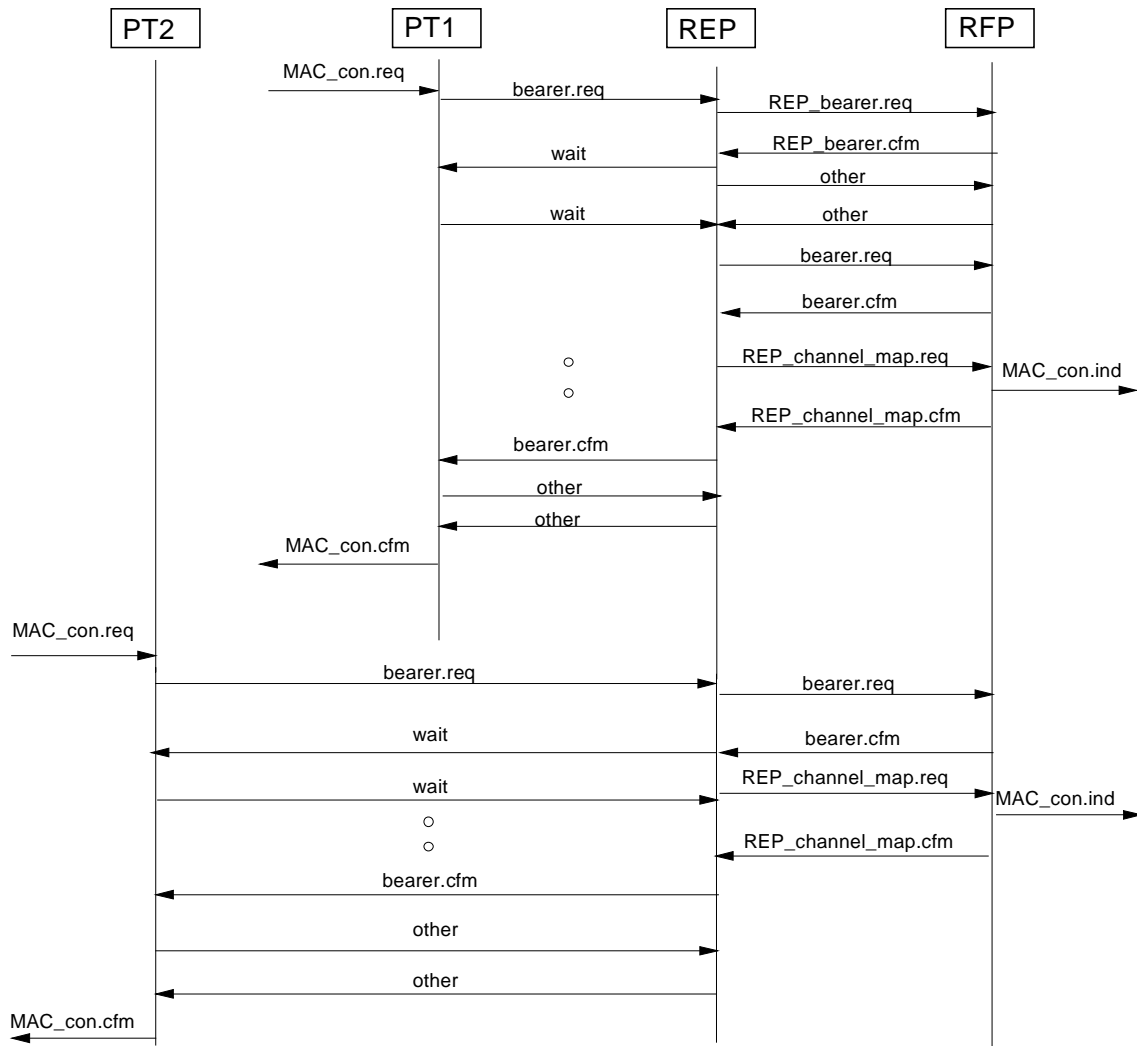 PT2 PT1 REP RFP
MAC_con.req
bearer.req
REP_bearer.req
REP_bearer.cfm
wait
other
wait other
bearer.req
bearer.cfm
REP_channel_map.req
MAC_con.ind
REP_channel_map.cfm
bearer.cfm
other
other
MAC_con.cfm
MAC_con.req
bearer.req
bearer.req
wait bearer.cfm
wait REP_channel_map.req
MAC_con.ind
REP_channel_map.cfm
bearer.cfm
other
other
MAC_con.cfm